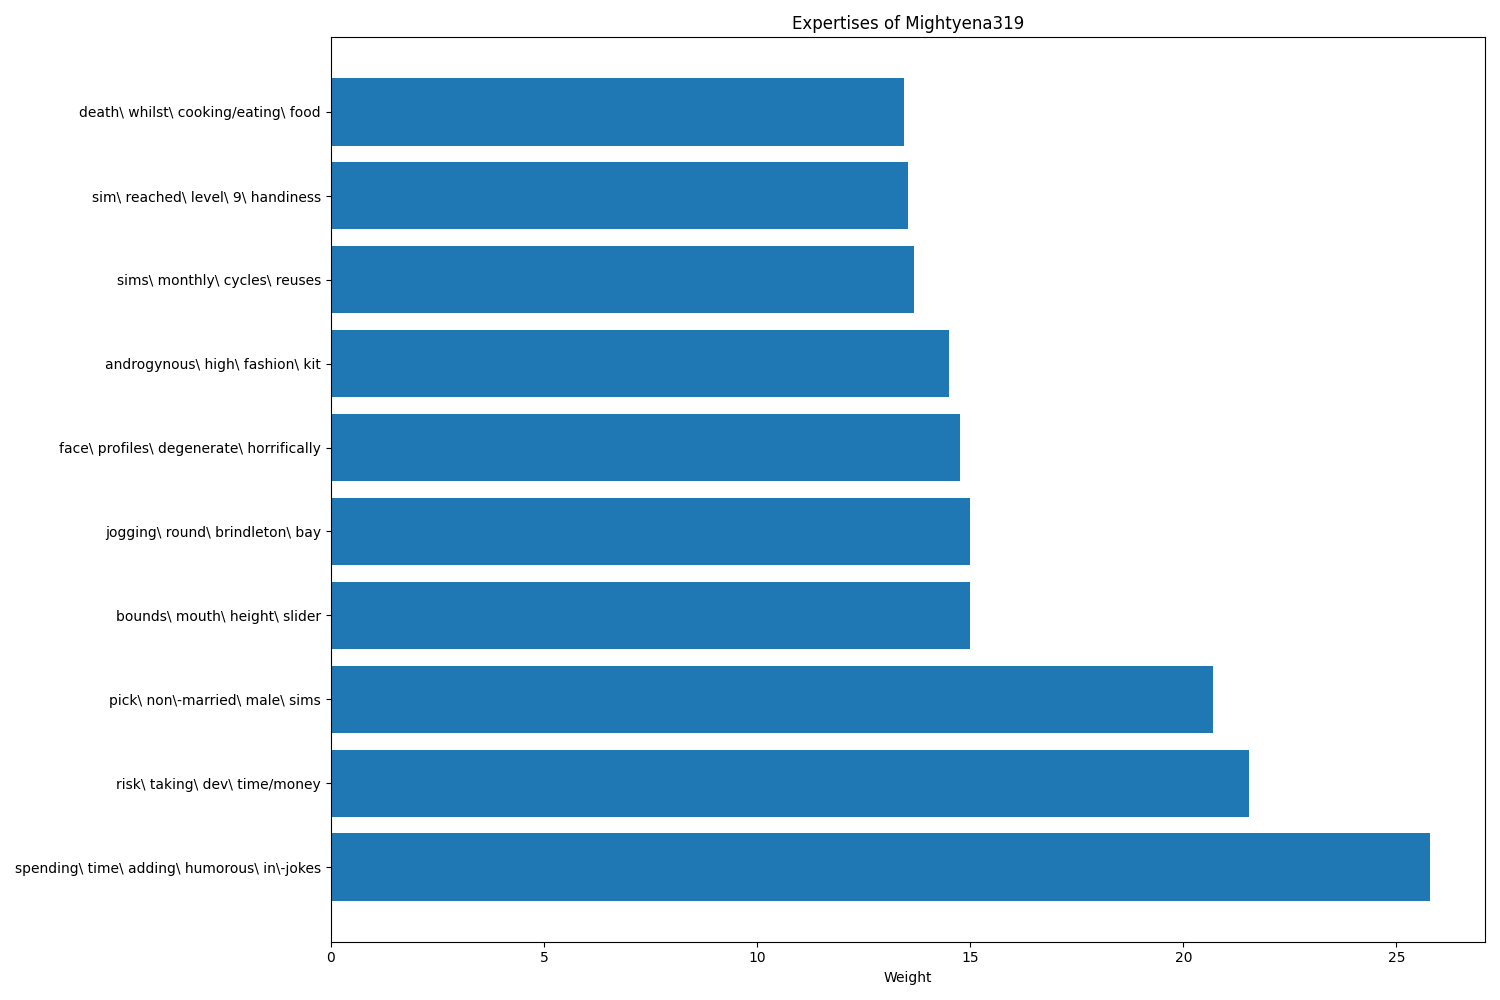 Expertises of Mightyena319
death\ whilst\ cooking/eating\ food
sim\ reached\ level\ 9\ handiness
sims\ monthly\ cycles\ reuses
androgynous\ high\ fashion\ kit
face\ profiles\ degenerate\ horrifically
jogging\ round\ brindleton\ bay
bounds\ mouth\ height\ slider
pick\ non\-married\ male\ sims
risk\ taking\ dev\ time/money
spending\ time\ adding\ humorous\ in\-jokes
0 5 10 15 20 25
Weight